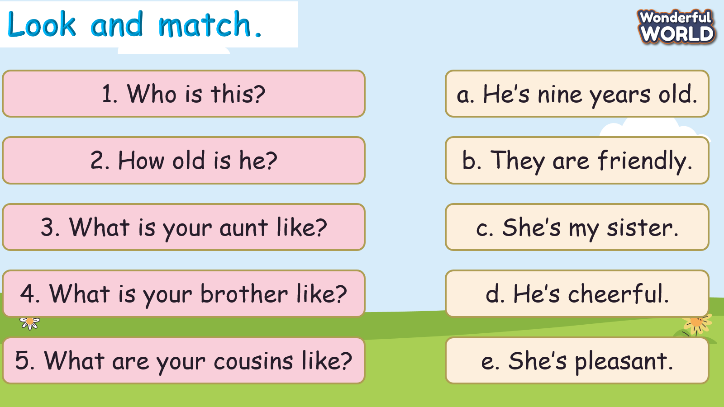 Look and match.
Wonderful
WORLD
1. Who is this?
a. He's nine years old.
2. How old is he?
b. They are friendly.
3. What is your aunt like?
c. She's my sister.
4. What is your brother like?
d. He's cheerful.
5. What are your cousins like?
e. She's pleasant.